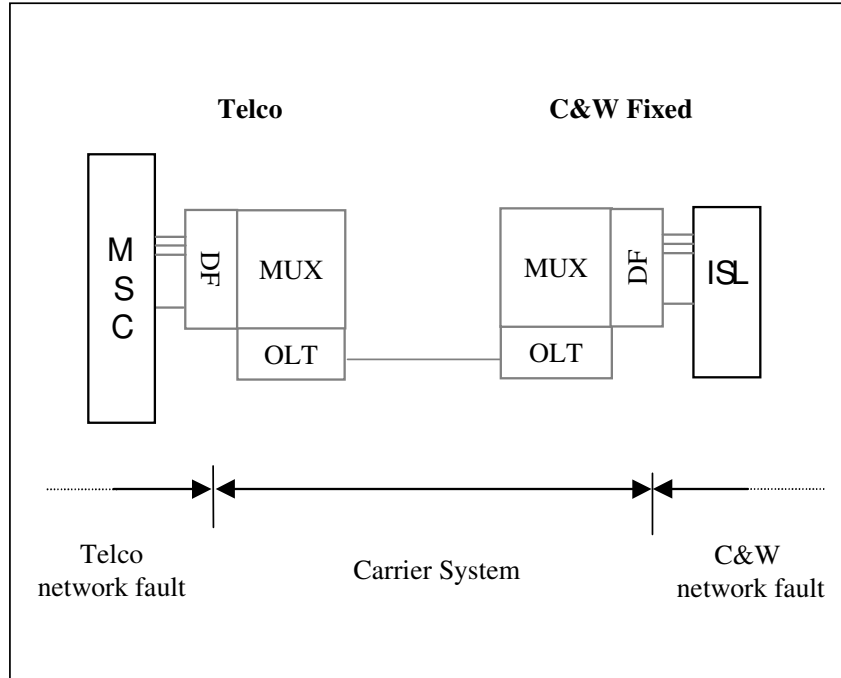 Telco
C&W Fixed
M
S
C
DF
MUX
OLT
MUX
DF
OLT
ISL
Telco
network fault
Carrier System
C&W
network fault